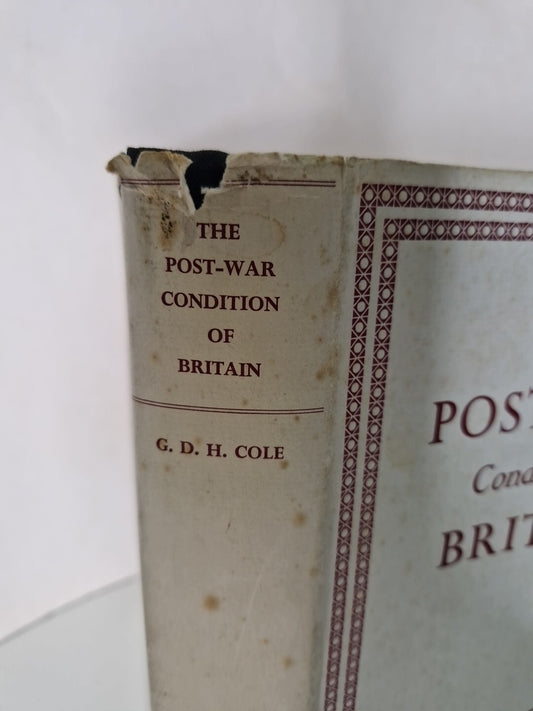 THE
POST-WAR
CONDITION
OF
BRITAIN
G. D. H. COLE
POST
Cond
BRIT